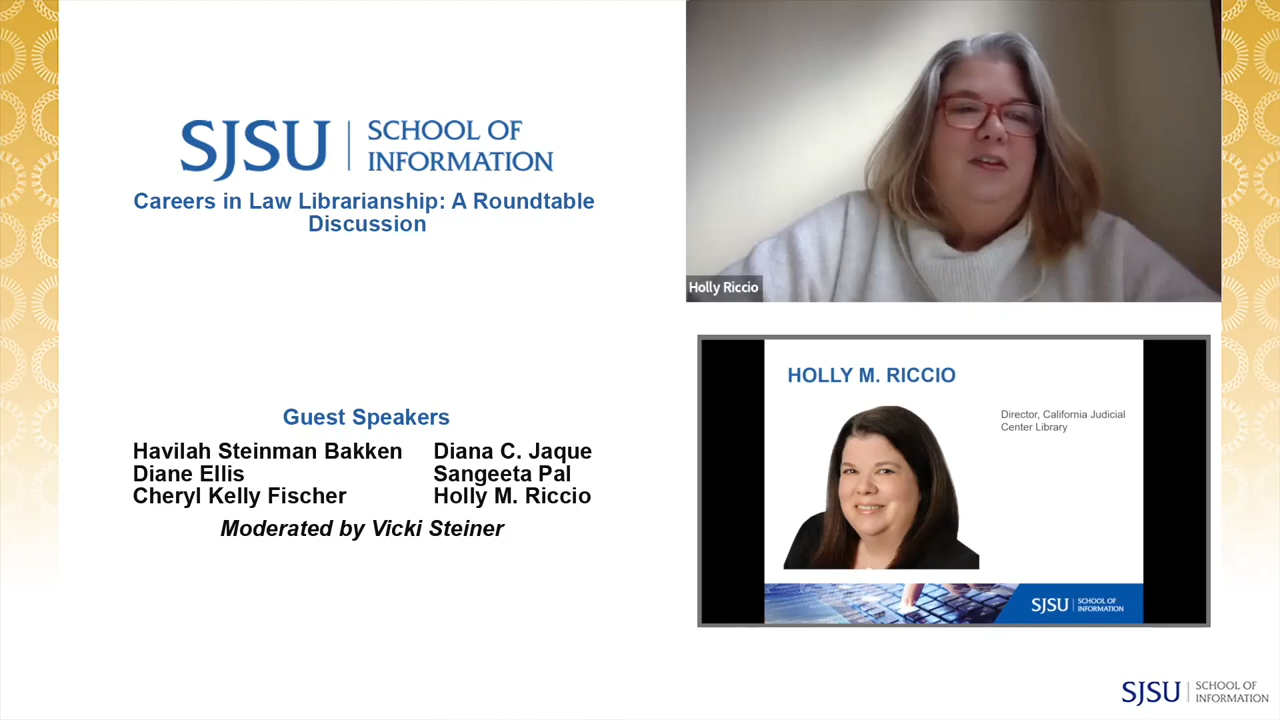 SJSU SCHOOL OF
INFORMATION
Careers in Law Librarianship: A Roundtable
Discussion
Guest Speakers
Havilah Steinman Bakken
Diane Ellis
Cheryl Kelly Fischer
Diana C. Jaque
Sangeeta Pal
Holly M. Riccio
Moderated by Vicki Steiner
Holly Riccio
HOLLY M. RICCIO
Director, California Judicial
Center Library
SJSU SCHOOL OF
INFORMATION
SJSU SCHOOL OF
INFORMATION